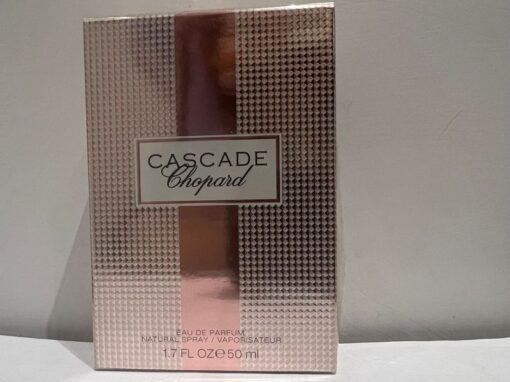 CASCADE
Chopard
EAU DE PARFUM
NATURAL SPRAY / VAPORISATEUR
1.7 FL OZ℮50 ml